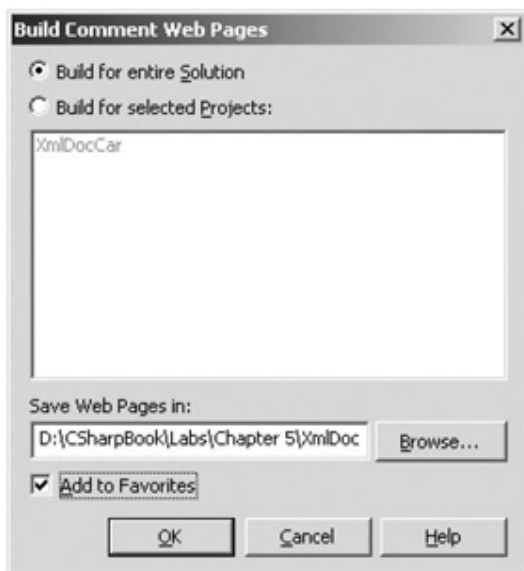 Build Comment Web Pages
Build for entire Solution
Build for selected Projects:
XmlDocCar
Save Web Pages in:
D:\CSharpBook\Labs\Chapter 5\XmlDoc
Browse...
Add to Favorites
OK
Cancel
Help